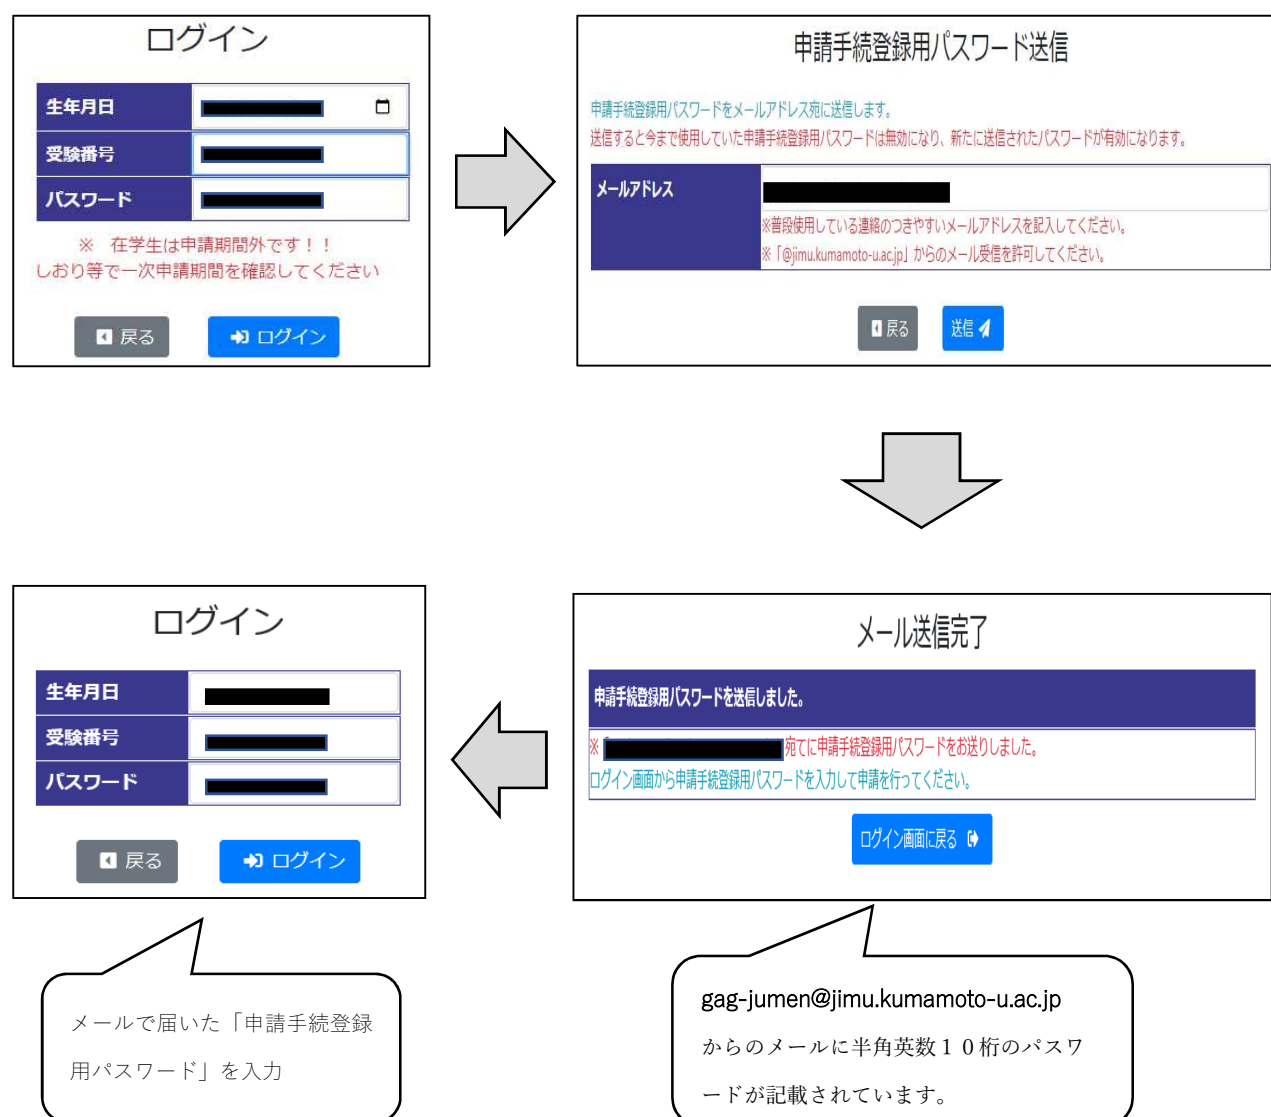 ログイン
生年月日
受験番号
パスワード
※　在学生は申請期間外です！！
しおり等で一次申請期間を確認してください
戻る
ログイン
申請手続登録用パスワード送信
申請手続登録用パスワードをメールアドレス宛に送信します。
送信すると今まで使用していた申請手続登録用パスワードは無効になり、新たに送信されたパスワードが有効になります。
メールアドレス
※普段使用している連絡のつきやすいメールアドレスを記入してください。
※「@jimu.kumamoto-u.ac.jp」からのメール受信を許可してください。
戻る
送信
メール送信完了
申請手続登録用パスワードを送信しました。
※「 宛てに申請手続登録用パスワードをお送りしました。
ログイン画面から申請手続登録用パスワードを入力して申請を行ってください。
ログイン画面に戻る
gag-jumen@jimu.kumamoto-u.ac.jp
からのメールに半角英数１０桁のパスワ
ードが記載されています。
ログイン
生年月日
受験番号
パスワード
戻る
ログイン
メールで届いた「申請手続登録
用パスワード」を入力